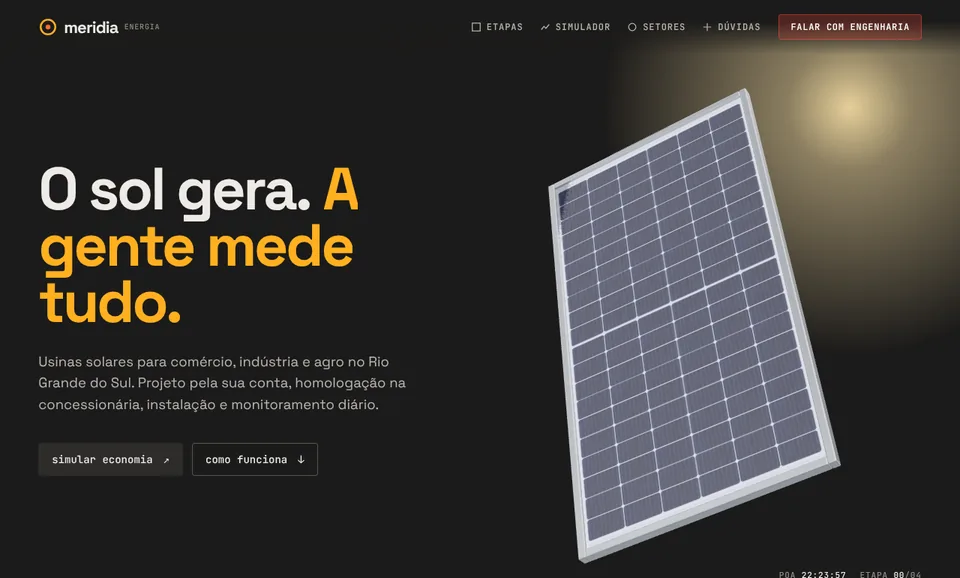 meridia ENERGIA
ETAPAS SIMULADOR SETORES DÚVIDAS FALAR COM ENGENHARIA
O sol gera. A
gente mede
tudo.
Usinas solares para comércio, indústria e agro no Rio
Grande do Sul. Projeto pela sua conta, homologação na
concessionária, instalação e monitoramento diário.
simular economia ↗ como funciona ↓
POA 22:23:57 ETAPA 00/04